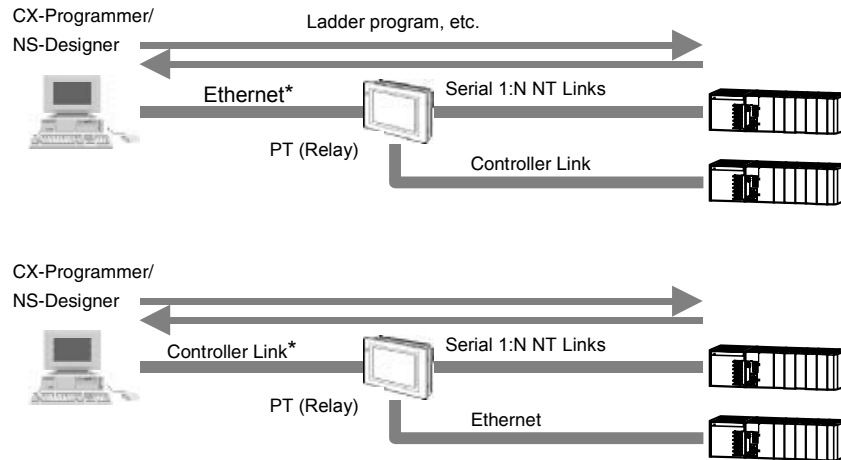 CX-Programmer/
NS-Designer
Ladder program, etc.
Ethernet*
Serial 1:N NT Links
PT (Relay)
Controller Link
CX-Programmer/
NS-Designer
Controller Link*
Serial 1:N NT Links
PT (Relay)
Ethernet